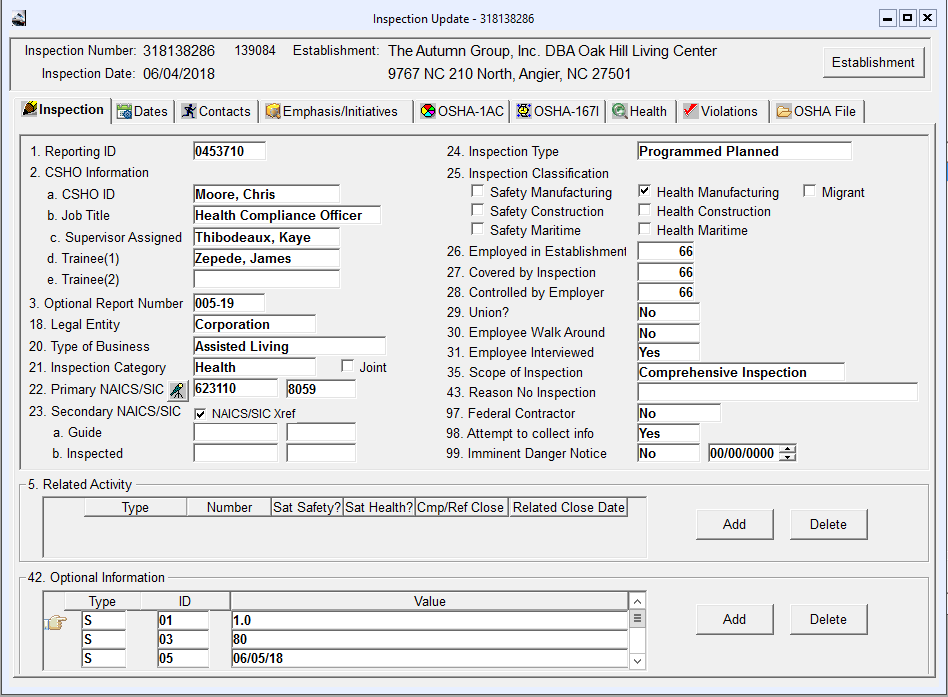 Inspection Update - 318138286
Inspection Number: 318138286 139084 Establishment: The Autumn Group, Inc. DBA Oak Hill Living Center
Inspection Date: 06/04/2018 9767 NC 210 North, Angier, NC 27501
Establishment
Inspection Dates Contacts Emphasis/Initiatives OSHA-1AC OSHA-167I Health Violations OSHA File
1. Reporting ID 0453710
2. CSHO Information
a. CSHO ID Moore, Chris
b. Job Title Health Compliance Officer
c. Supervisor Assigned Thibodeaux, Kaye
d. Trainee(1) Zepede, James
e. Trainee(2)
3. Optional Report Number 005-19
18. Legal Entity Corporation
20. Type of Business Assisted Living
21. Inspection Category Health Joint
22. Primary NAICS/SIC 623110 8059
23. Secondary NAICS/SIC NAICS/SIC Xref
a. Guide
b. Inspected
24. Inspection Type Programmed Planned
25. Inspection Classification
Safety Manufacturing Health Manufacturing Migrant
Safety Construction Health Construction
Safety Maritime Health Maritime
26. Employed in Establishment 66
27. Covered by Inspection 66
28. Controlled by Employer 66
29. Union? No
30. Employee Walk Around No
31. Employee Interviewed Yes
35. Scope of Inspection Comprehensive Inspection
43. Reason No Inspection
97. Federal Contractor No
98. Attempt to collect info Yes
99. Imminent Danger Notice No 00/00/0000
5. Related Activity
Type Number Sat Safety? Sat Health? Cmp/Ref Close Related Close Date
Add Delete
42. Optional Information
Type ID Value
S 01 1.0
S 03 80
S 05 06/05/18
Add Delete